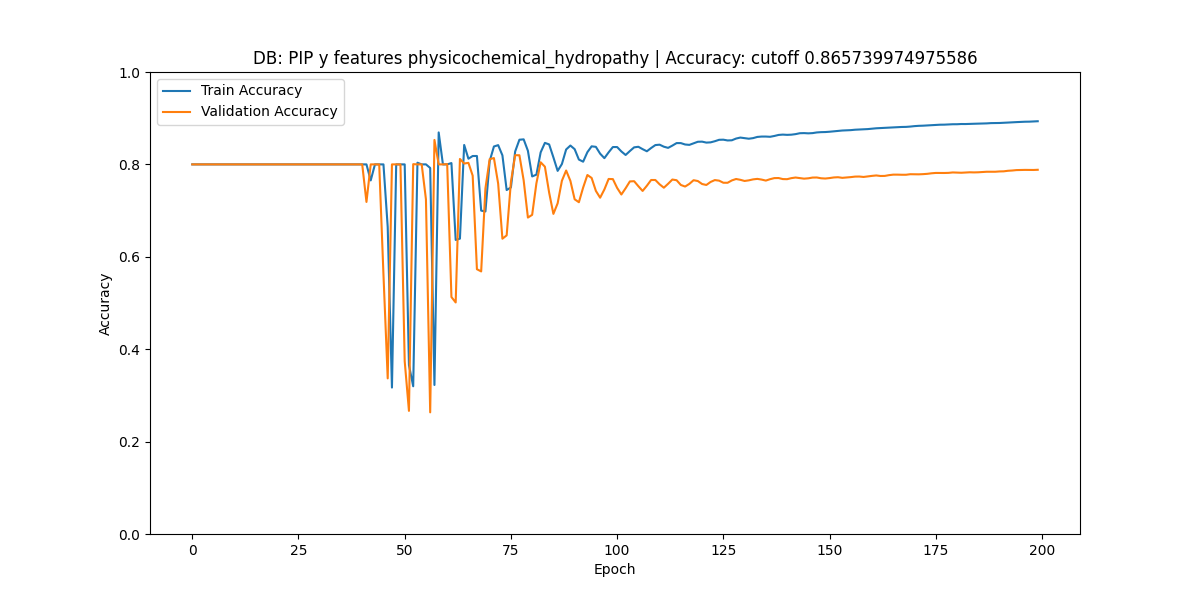 DB: PIP y features physicochemical_hydropathy | Accuracy: cutoff 0.865739974975586
Train Accuracy
Validation Accuracy
Accuracy
1.0
0.8
0.6
0.4
0.2
0.0
0 25 50 75 100 125 150 175 200
Epoch